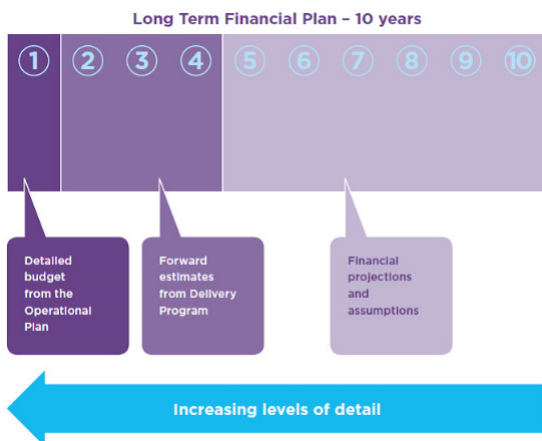 Long Term Financial Plan – 10 years
1 2 3 4 5 6 7 8 9 10
Detailed
budget
from the
Operational
Plan
Forward
estimates
from Delivery
Program
Financial
projections
and
assumptions
Increasing levels of detail